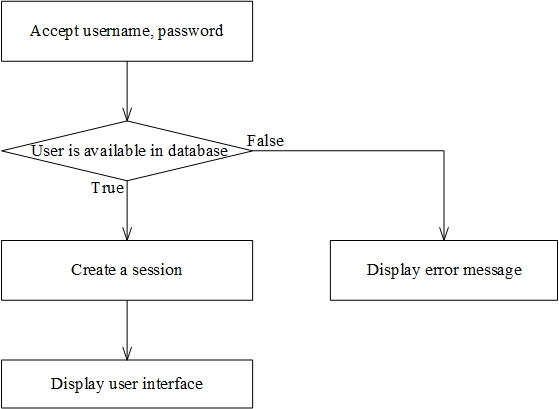 Accept username, password
User is available in database
False
True
Create a session
Display error message
Display user interface